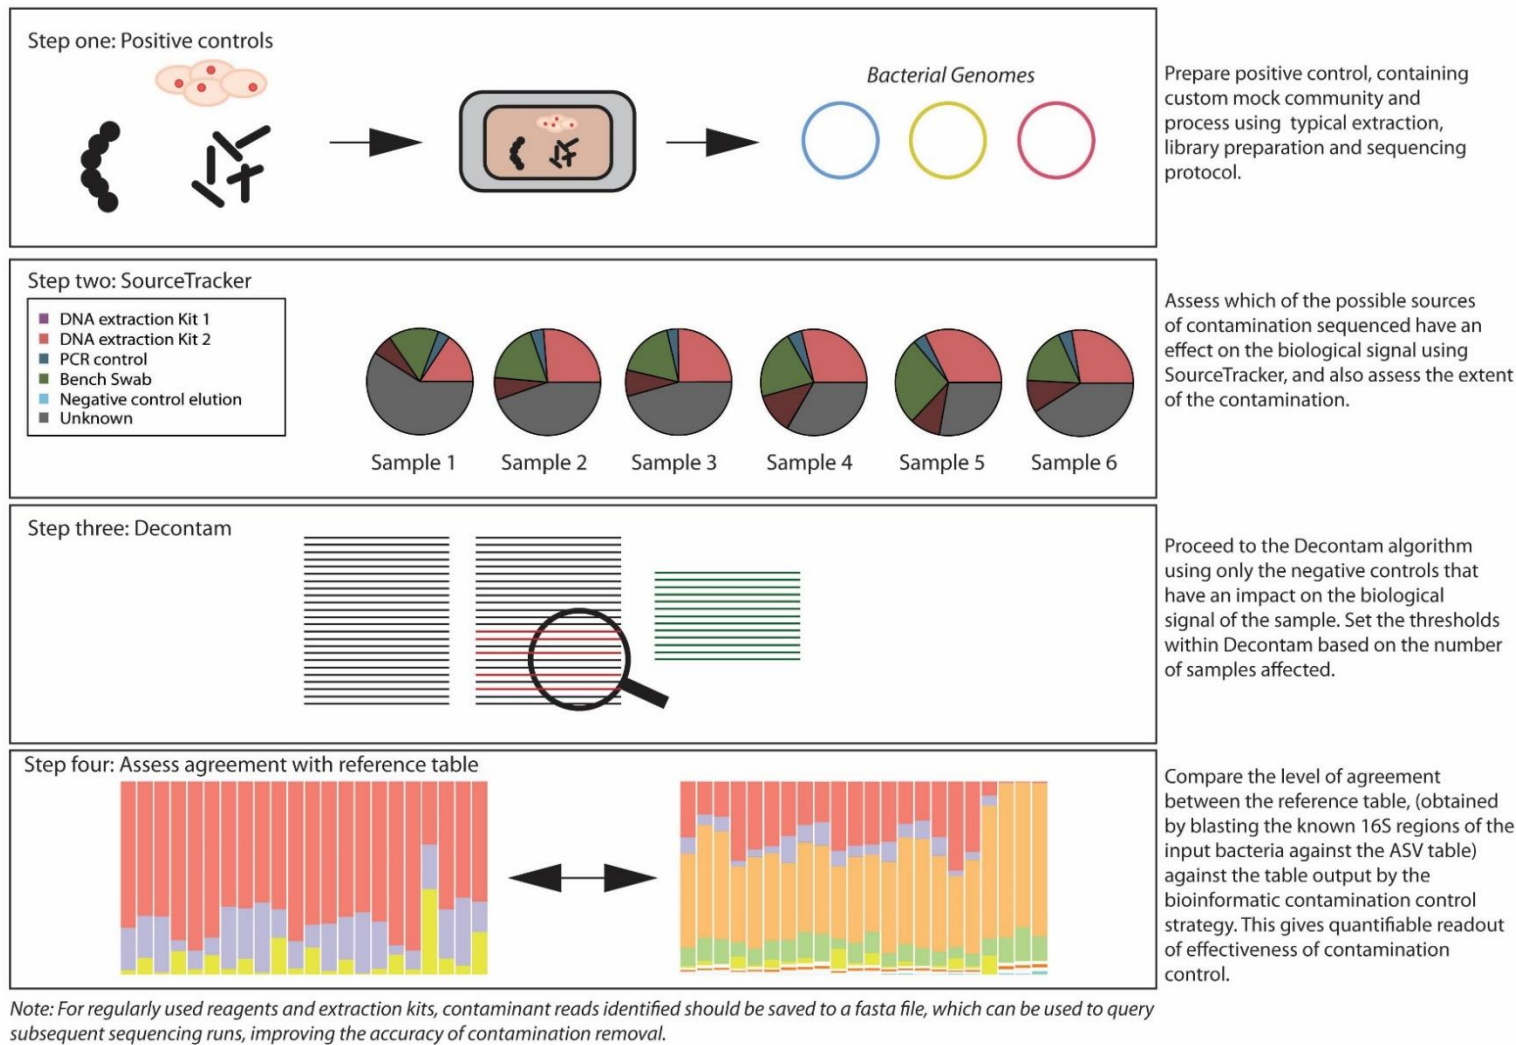 Step one: Positive controls
Bacterial Genomes
Prepare positive control, containing
custom mock community and
process using typical extraction,
library preparation and sequencing
protocol.
Step two: SourceTracker
DNA extraction Kit 1
DNA extraction Kit 2
PCR control
Bench Swab
Negative control elution
Unknown
Sample 1
Sample 2
Sample 3
Sample 4
Sample 5
Sample 6
Assess which of the possible sources
of contamination sequenced have an
effect on the biological signal using
SourceTracker, and also assess the extent
of the contamination.
Step three: Decontam
Proceed to the Decontam algorithm
using only the negative controls that
have an impact on the biological
signal of the sample. Set the thresholds
within Decontam based on the number
of samples affected.
Step four: Assess agreement with reference table
Compare the level of agreement
between the reference table, (obtained
by blasting the known 16S regions of the
input bacteria against the ASV table)
against the table output by the
bioinformatic contamination control
strategy. This gives quantifiable readout
of effectiveness of contamination
control.
Note: For regularly used reagents and extraction kits, contaminant reads identified should be saved to a fasta file, which can be used to query
subsequent sequencing runs, improving the accuracy of contamination removal.